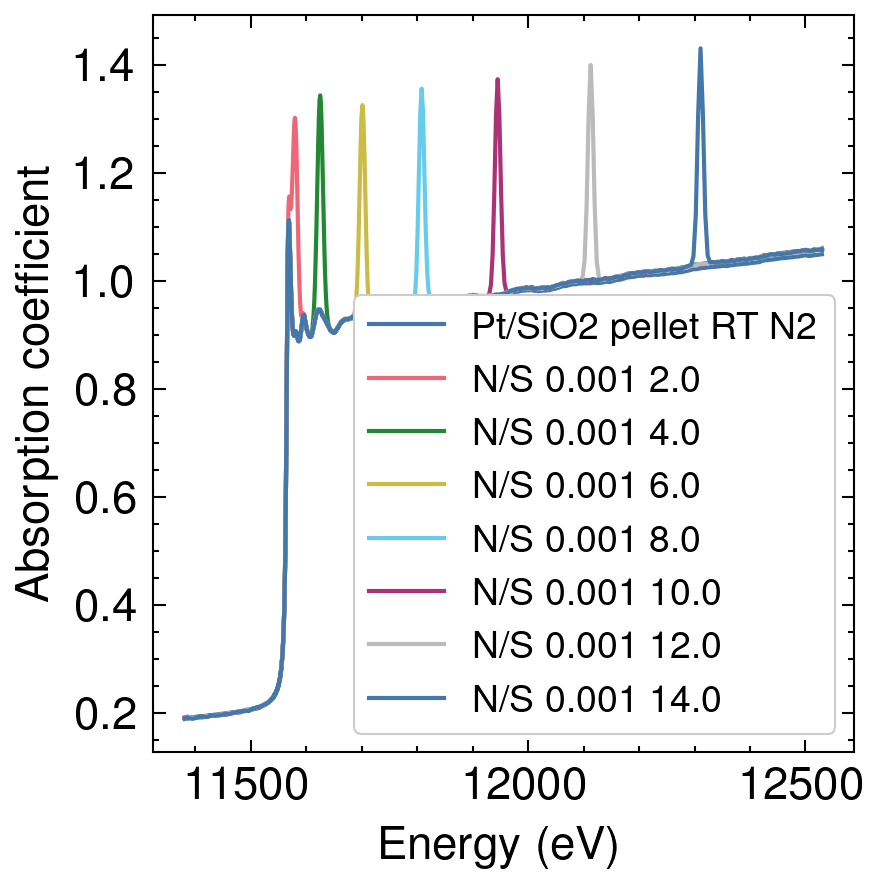 1.4
1.2
1.0
0.8
0.6
0.4
0.2
Absorption coefficient
Pt/SiO2 pellet RT N2
N/S 0.001 2.0
N/S 0.001 4.0
N/S 0.001 6.0
N/S 0.001 8.0
N/S 0.001 10.0
N/S 0.001 12.0
N/S 0.001 14.0
11500 12000 12500
Energy (eV)